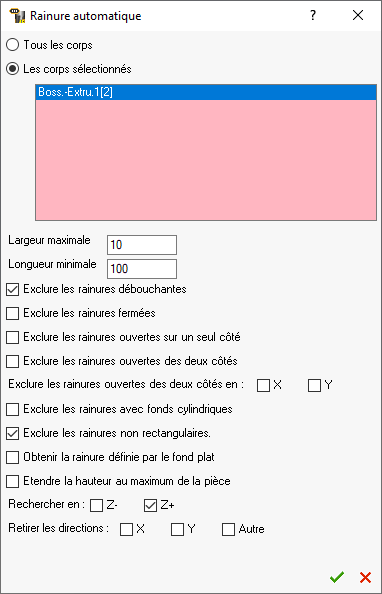 Rainure automatique
Tous les corps
Les corps sélectionnés
Boss.-Extru.1[2]
Largeur maximale 10
Longueur minimale 100
Exclure les rainures débouchantes
Exclure les rainures fermées
Exclure les rainures ouvertes sur un seul côté
Exclure les rainures ouvertes des deux côtés
Exclure les rainures ouvertes des deux côtés en : X Y
Exclure les rainures avec fonds cylindriques
Exclure les rainures non rectangulaires.
Obtenir la rainure définie par le fond plat
Etendre la hauteur au maximum de la pièce
Rechercher en : Z- Z+
Retirer les directions : X Y Autre